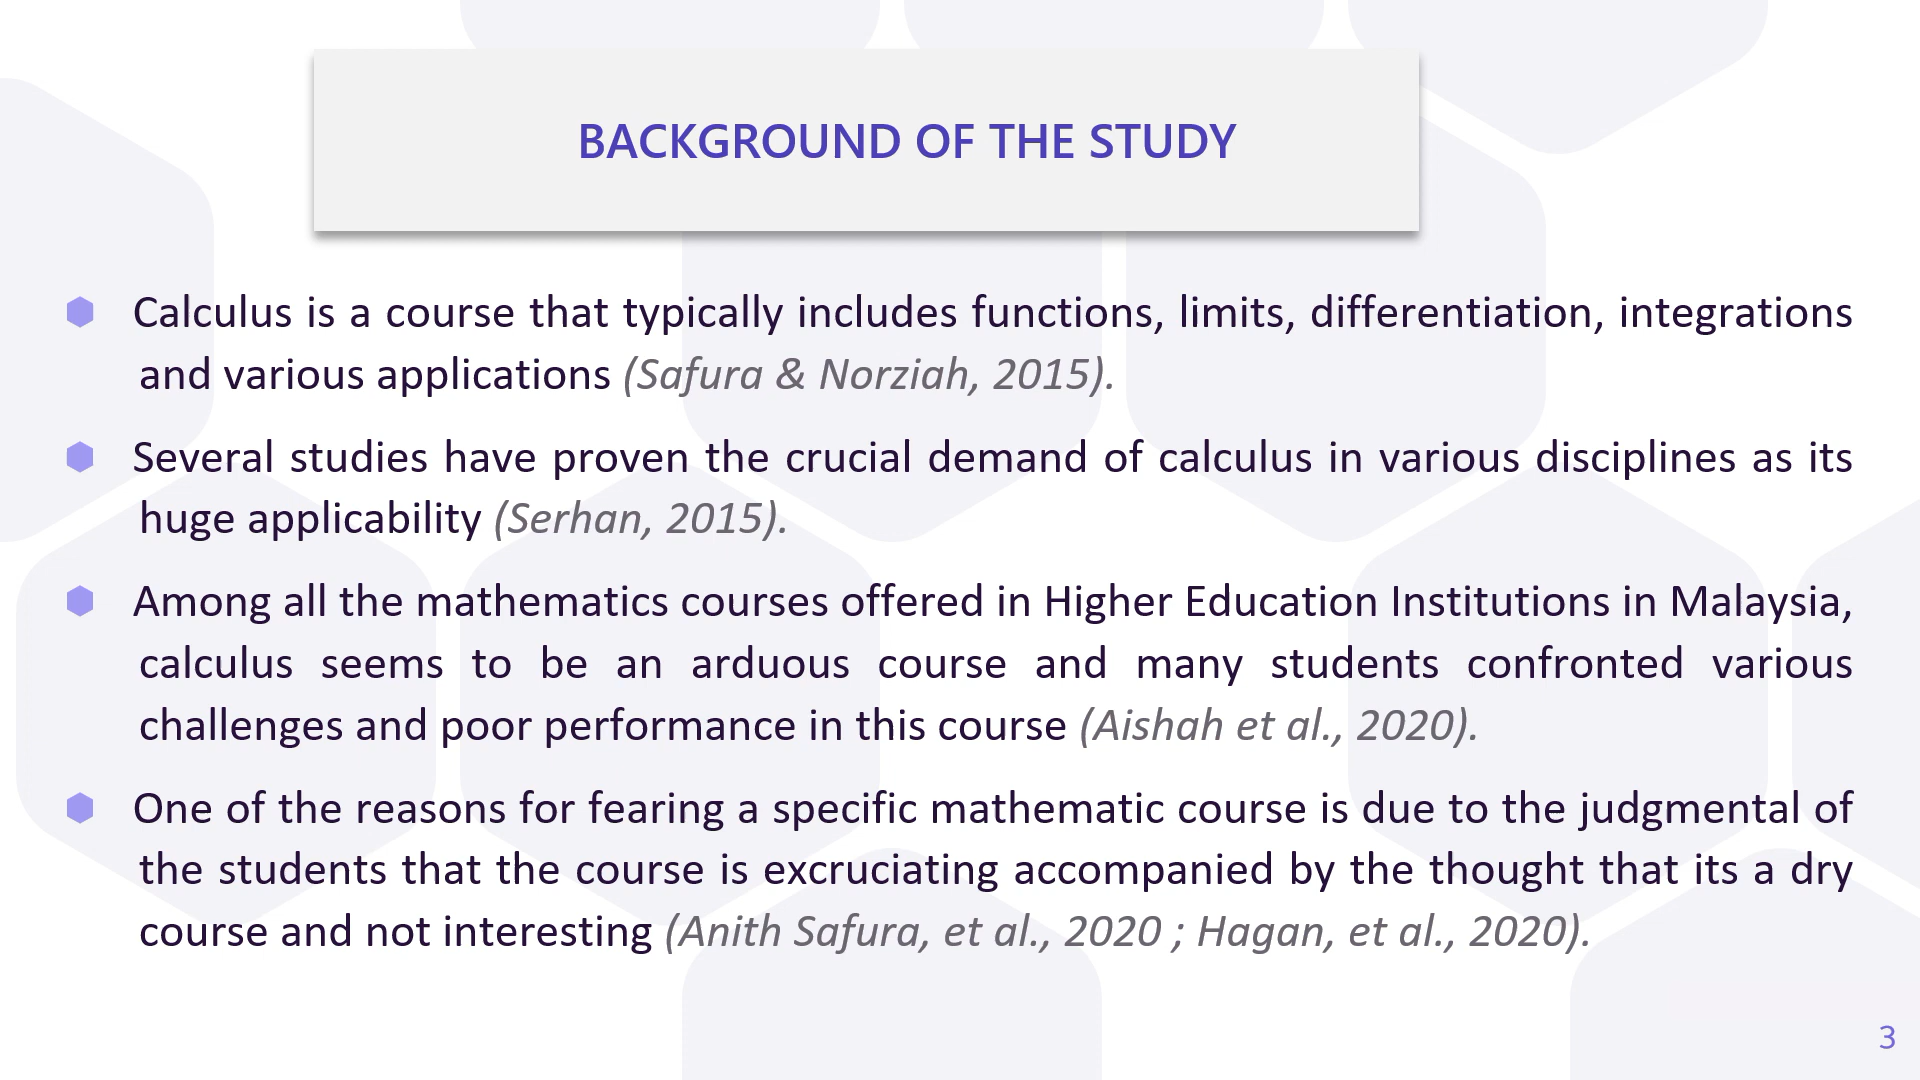 BACKGROUND OF THE STUDY
Calculus is a course that typically includes functions, limits, differentiation, integrations
and various applications (Safura & Norziah, 2015).
Several studies have proven the crucial demand of calculus in various disciplines as its
huge applicability (Serhan, 2015).
Among all the mathematics courses offered in Higher Education Institutions in Malaysia,
calculus seems to be an arduous course and many students confronted various
challenges and poor performance in this course (Aishah et al., 2020).
One of the reasons for fearing a specific mathematic course is due to the judgmental of
the students that the course is excruciating accompanied by the thought that its a dry
course and not interesting (Anith Safura, et al., 2020 ; Hagan, et al., 2020).
3